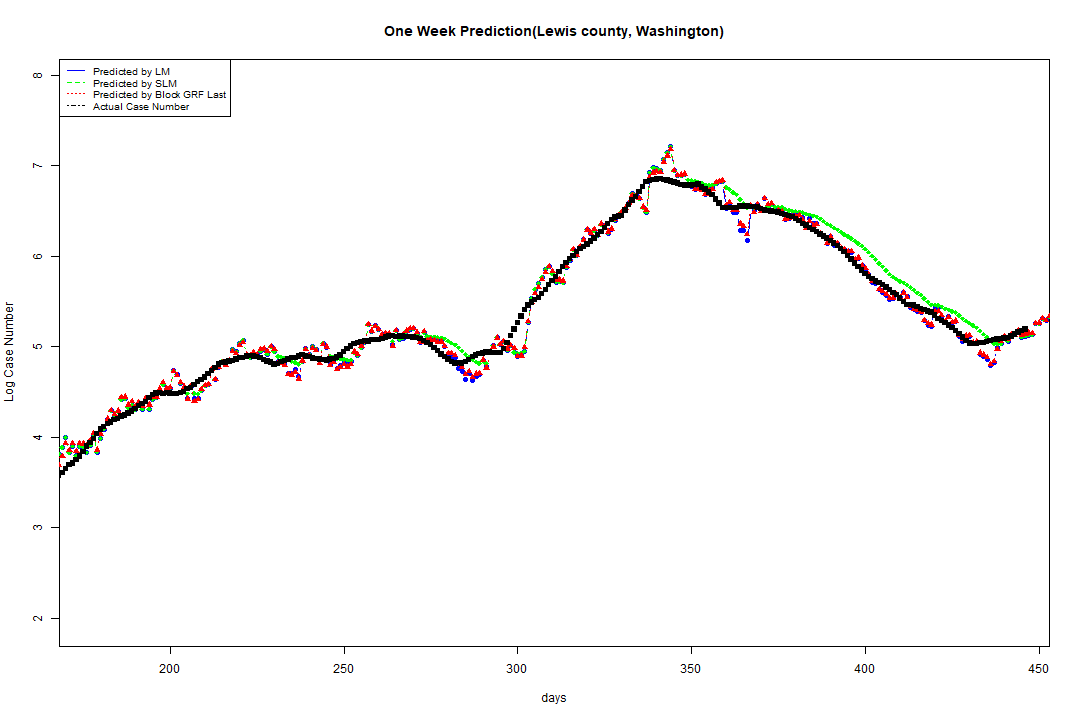 One Week Prediction(Lewis county, Washington)
Predicted by LM
Predicted by SLM
Predicted by Block GRF Last
Actual Case Number
8
7
6
5
4
3
2
Log Case Number
200 250 300 350 400 450
days